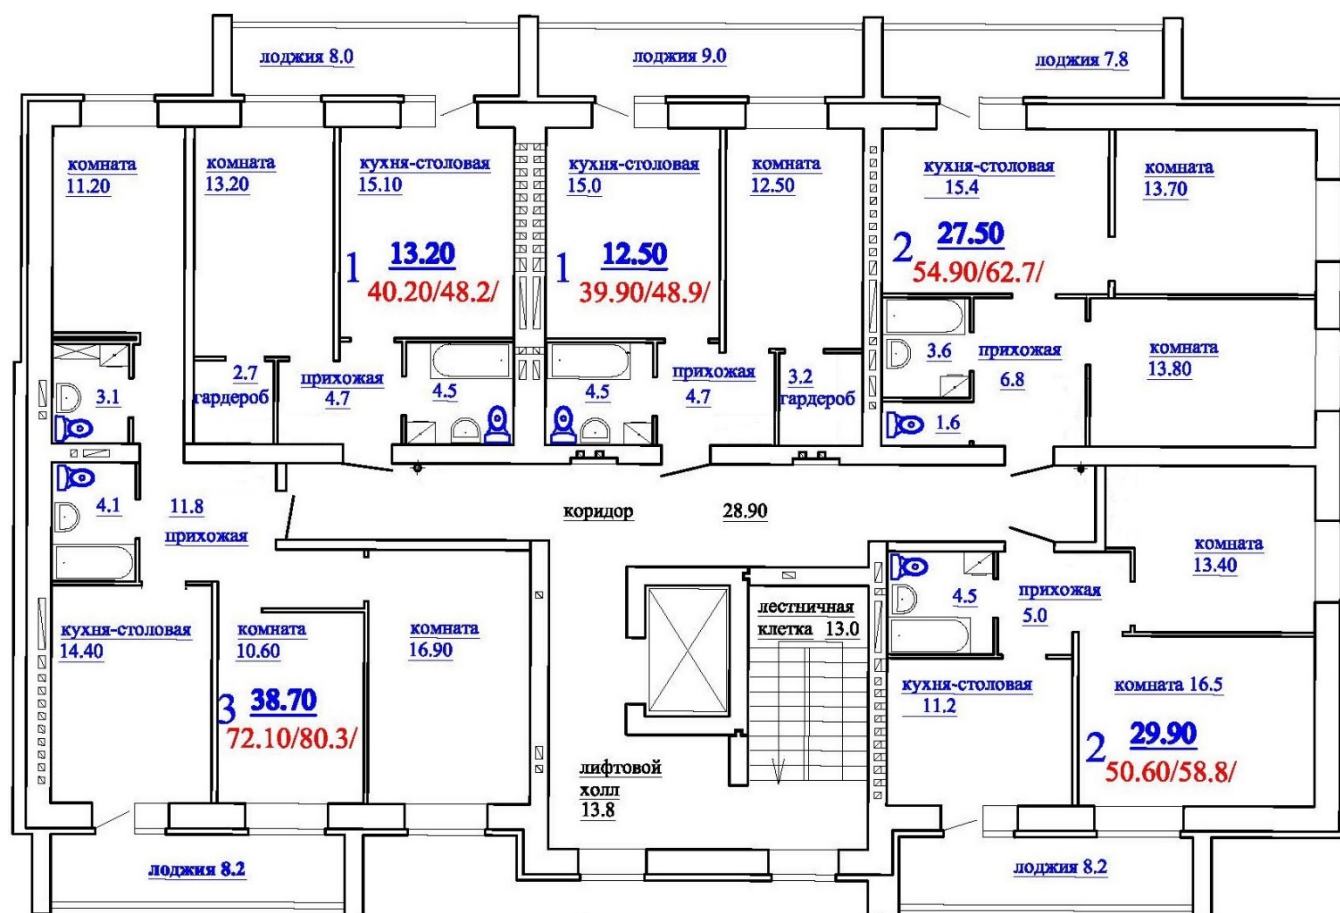 лоджия 8.0
лоджия 9.0
лоджия 7.8
комната
11.20
комната
13.20
кухня-столовая
15.10
кухня-столовая
15.0
комната
12.50
кухня-столовая
15.4
комната
13.70
1
13.20
40.20/48.2/
1
12.50
39.90/48.9/
2
27.50
54.90/62.7/
3.1
2.7
гардероб
прихожая
4.7
4.5
4.5
прихожая
4.7
3.2
гардероб
3.6
1.6
прихожая
6.8
комната
13.80
4.1
11.8
прихожая
коридор
28.90
комната
13.40
кухня-столовая
14.40
комната
10.60
комната
16.90
3
38.70
72.10/80.3/
лестничная
клетка 13.0
4.5
прихожая
5.0
кухня-столовая
11.2
комната 16.5
2
29.90
50.60/58.8/
лифтовой
холл
13.8
лоджия 8.2
лоджия 8.2